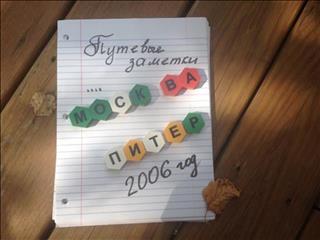 Путевые
заметки
МОСКВА
ПИТЕР
2006 год